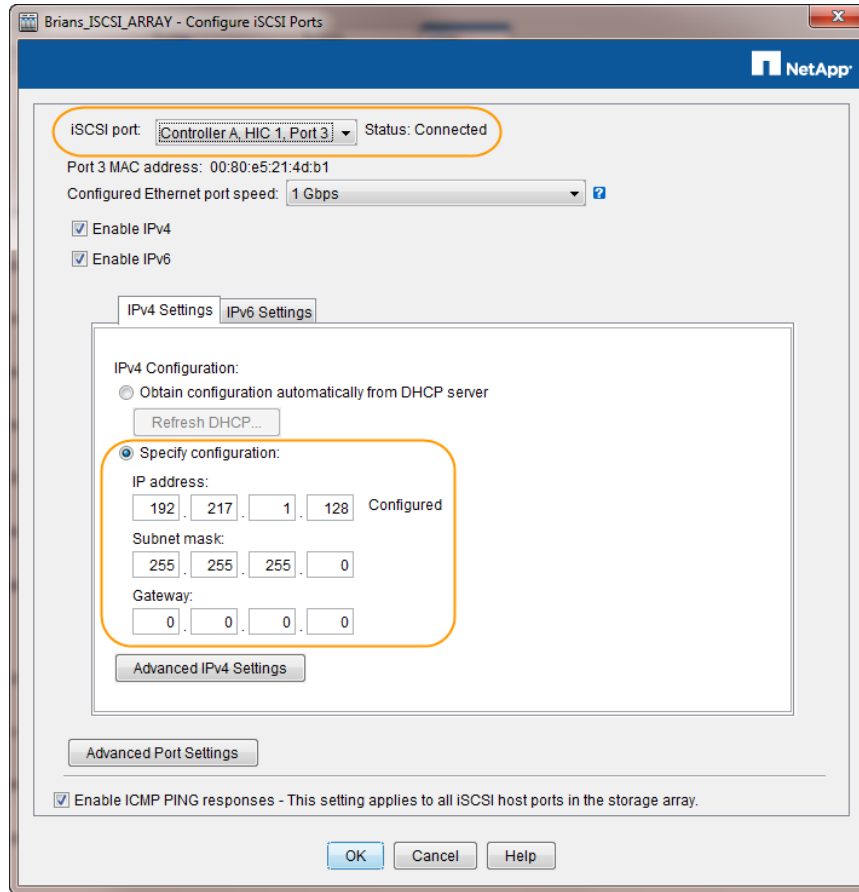 Brians_ISCSI_ARRAY - Configure iSCSI Ports
NetApp
iSCSI port: Controller A, HIC 1, Port 3 Status: Connected
Port 3 MAC address: 00:80:e5:21:4d:b1
Configured Ethernet port speed: 1 Gbps ?
Enable IPv4
Enable IPv6
IPv4 Settings IPv6 Settings
IPv4 Configuration:
Obtain configuration automatically from DHCP server
Refresh DHCP...
Specify configuration:
IP address:
192 . 217 . 1 . 128 Configured
Subnet mask:
255 . 255 . 255 . 0
Gateway:
0 . 0 . 0 . 0
Advanced IPv4 Settings
Advanced Port Settings
Enable ICMP PING responses - This setting applies to all iSCSI host ports in the storage array.
OK Cancel Help